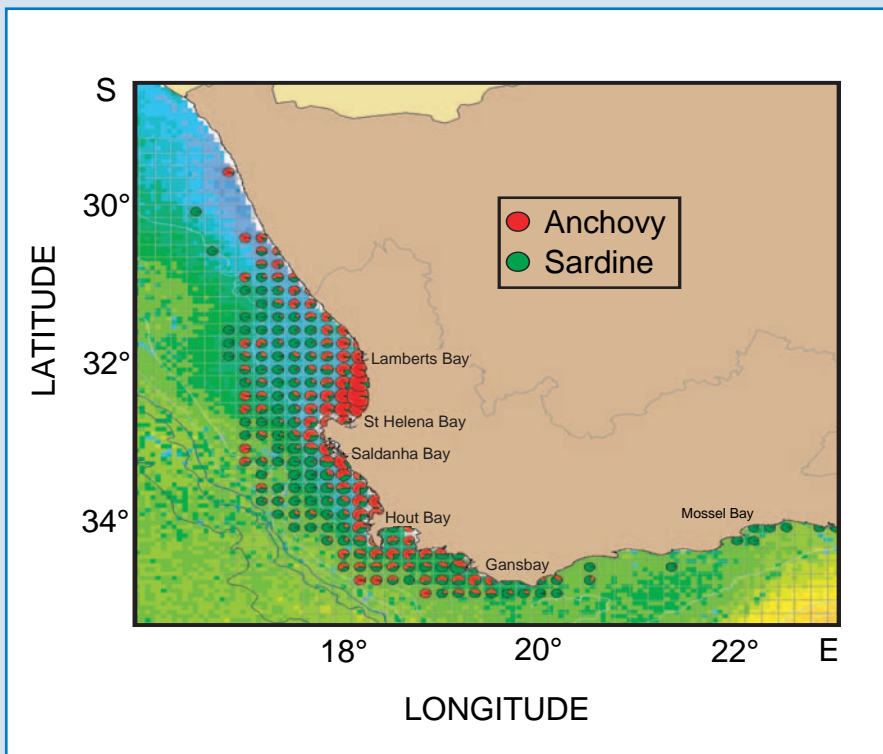 S
30°
Anchovy
Sardine
LATITUDE
32°
Lamberts Bay
St Helena Bay
Saldanha Bay
34°
Hout Bay
Mossel Bay
Gansbay
18°
20°
22°
E
LONGITUDE